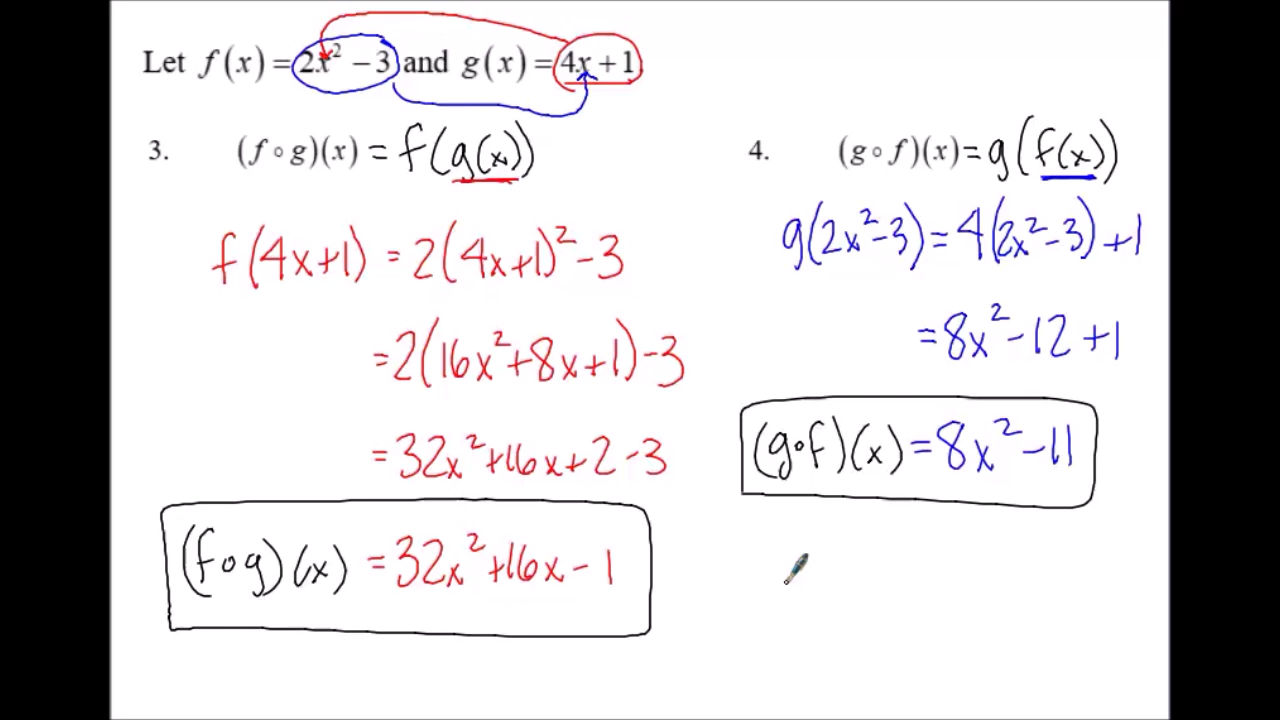 Let f(x) = 2x² − 3 and g(x) = 4x + 1
3. (f∘g)(x) = f(g(x))
f(4x+1) = 2(4x+1)² - 3
= 2(16x² + 8x + 1) - 3
= 32x² + 16x + 2 - 3
(f∘g)(x) = 32x² + 16x - 1
4. (g∘f)(x) = g(f(x))
g(2x²-3) = 4(2x²-3) + 1
= 8x² - 12 + 1
(g∘f)(x) = 8x² - 11